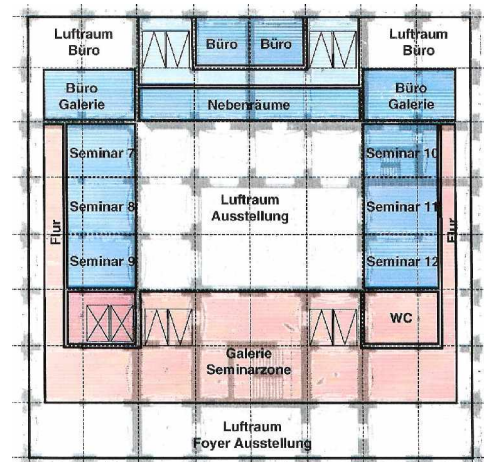 Luftraum
Büro
Büro
Büro
Luftraum
Büro
Büro
Galerie
Nebenräume
Büro
Galerie
Seminar 7
Seminar 10
Seminar 8
Luftraum
Ausstellung
Seminar 11
Flur
Flur
Seminar 9
Seminar 12
WC
Galerie
Seminarzone
Luftraum
Foyer Ausstellung